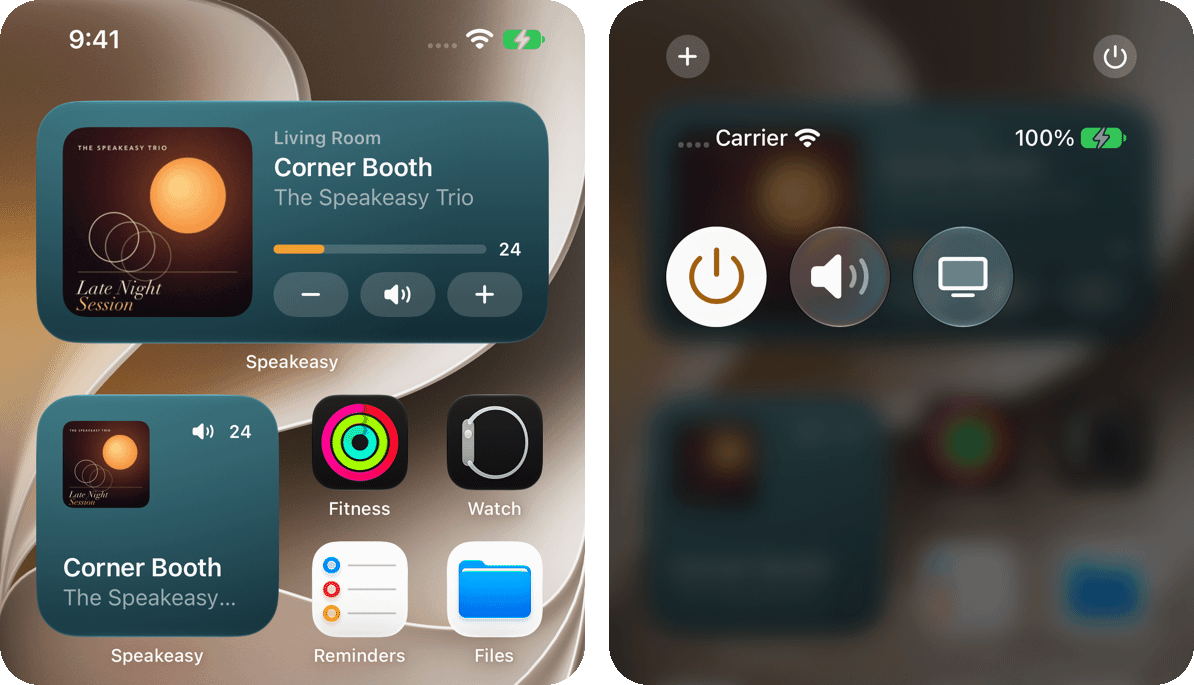 9:41
THE SPEAKEASY TRIO
Late Night
Session
Living Room
Corner Booth
The Speakeasy Trio
24
Speakeasy
THE SPEAKEASY TRIO
Late Night
Session
24
Corner Booth
The Speakeasy...
Speakeasy
Fitness
Watch
Reminders
Files
Carrier
100%